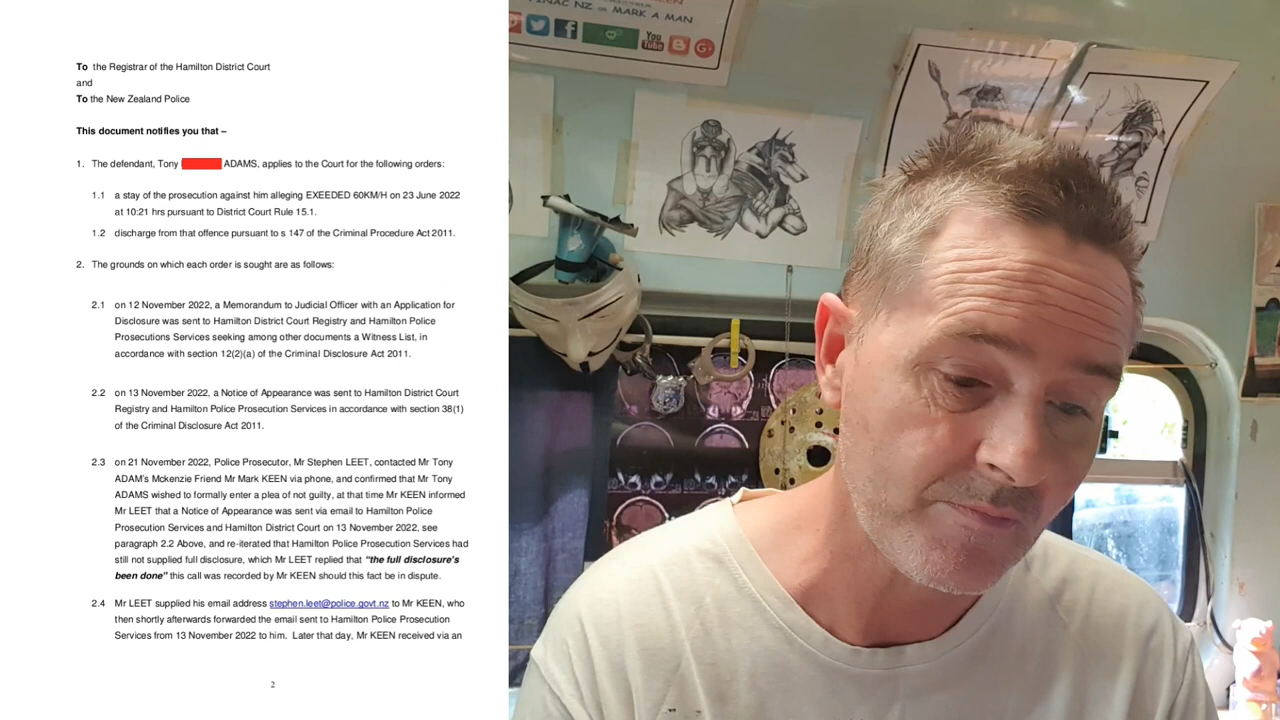 To the Registrar of the Hamilton District Court
and
To the New Zealand Police
This document notifies you that –
1. The defendant, Tony ADAMS, applies to the Court for the following orders:
1.1 a stay of the prosecution against him alleging EXEEDED 60KM/H on 23 June 2022
at 10:21 hrs pursuant to District Court Rule 15.1.
1.2 discharge from that offence pursuant to s 147 of the Criminal Procedure Act 2011.
2. The grounds on which each order is sought are as follows:
2.1 on 12 November 2022, a Memorandum to Judicial Officer with an Application for
Disclosure was sent to Hamilton District Court Registry and Hamilton Police
Prosecutions Services seeking among other documents a Witness List, in
accordance with section 12(2)(a) of the Criminal Disclosure Act 2011.
2.2 on 13 November 2022, a Notice of Appearance was sent to Hamilton District Court
Registry and Hamilton Police Prosecution Services in accordance with section 38(1)
of the Criminal Disclosure Act 2011.
2.3 on 21 November 2022, Police Prosecutor, Mr Stephen LEET, contacted Mr Tony
ADAM's Mckenzie Friend Mr Mark KEEN via phone, and confirmed that Mr Tony
ADAMS wished to formally enter a plea of not guilty, at that time Mr KEEN informed
Mr LEET that a Notice of Appearance was sent via email to Hamilton Police
Prosecution Services and Hamilton District Court on 13 November 2022, see
paragraph 2.2 Above, and re-iterated that Hamilton Police Prosecution Services had
still not supplied full disclosure, which Mr LEET replied that "the full disclosure's
been done" this call was recorded by Mr KEEN should this fact be in dispute.
2.4 Mr LEET supplied his email address stephen.leet@police.govt.nz to Mr KEEN, who
then shortly afterwards forwarded the email sent to Hamilton Police Prosecution
Services from 13 November 2022 to him. Later that day, Mr KEEN received via an
2
NZ OR MARK A MAN
You
Tube